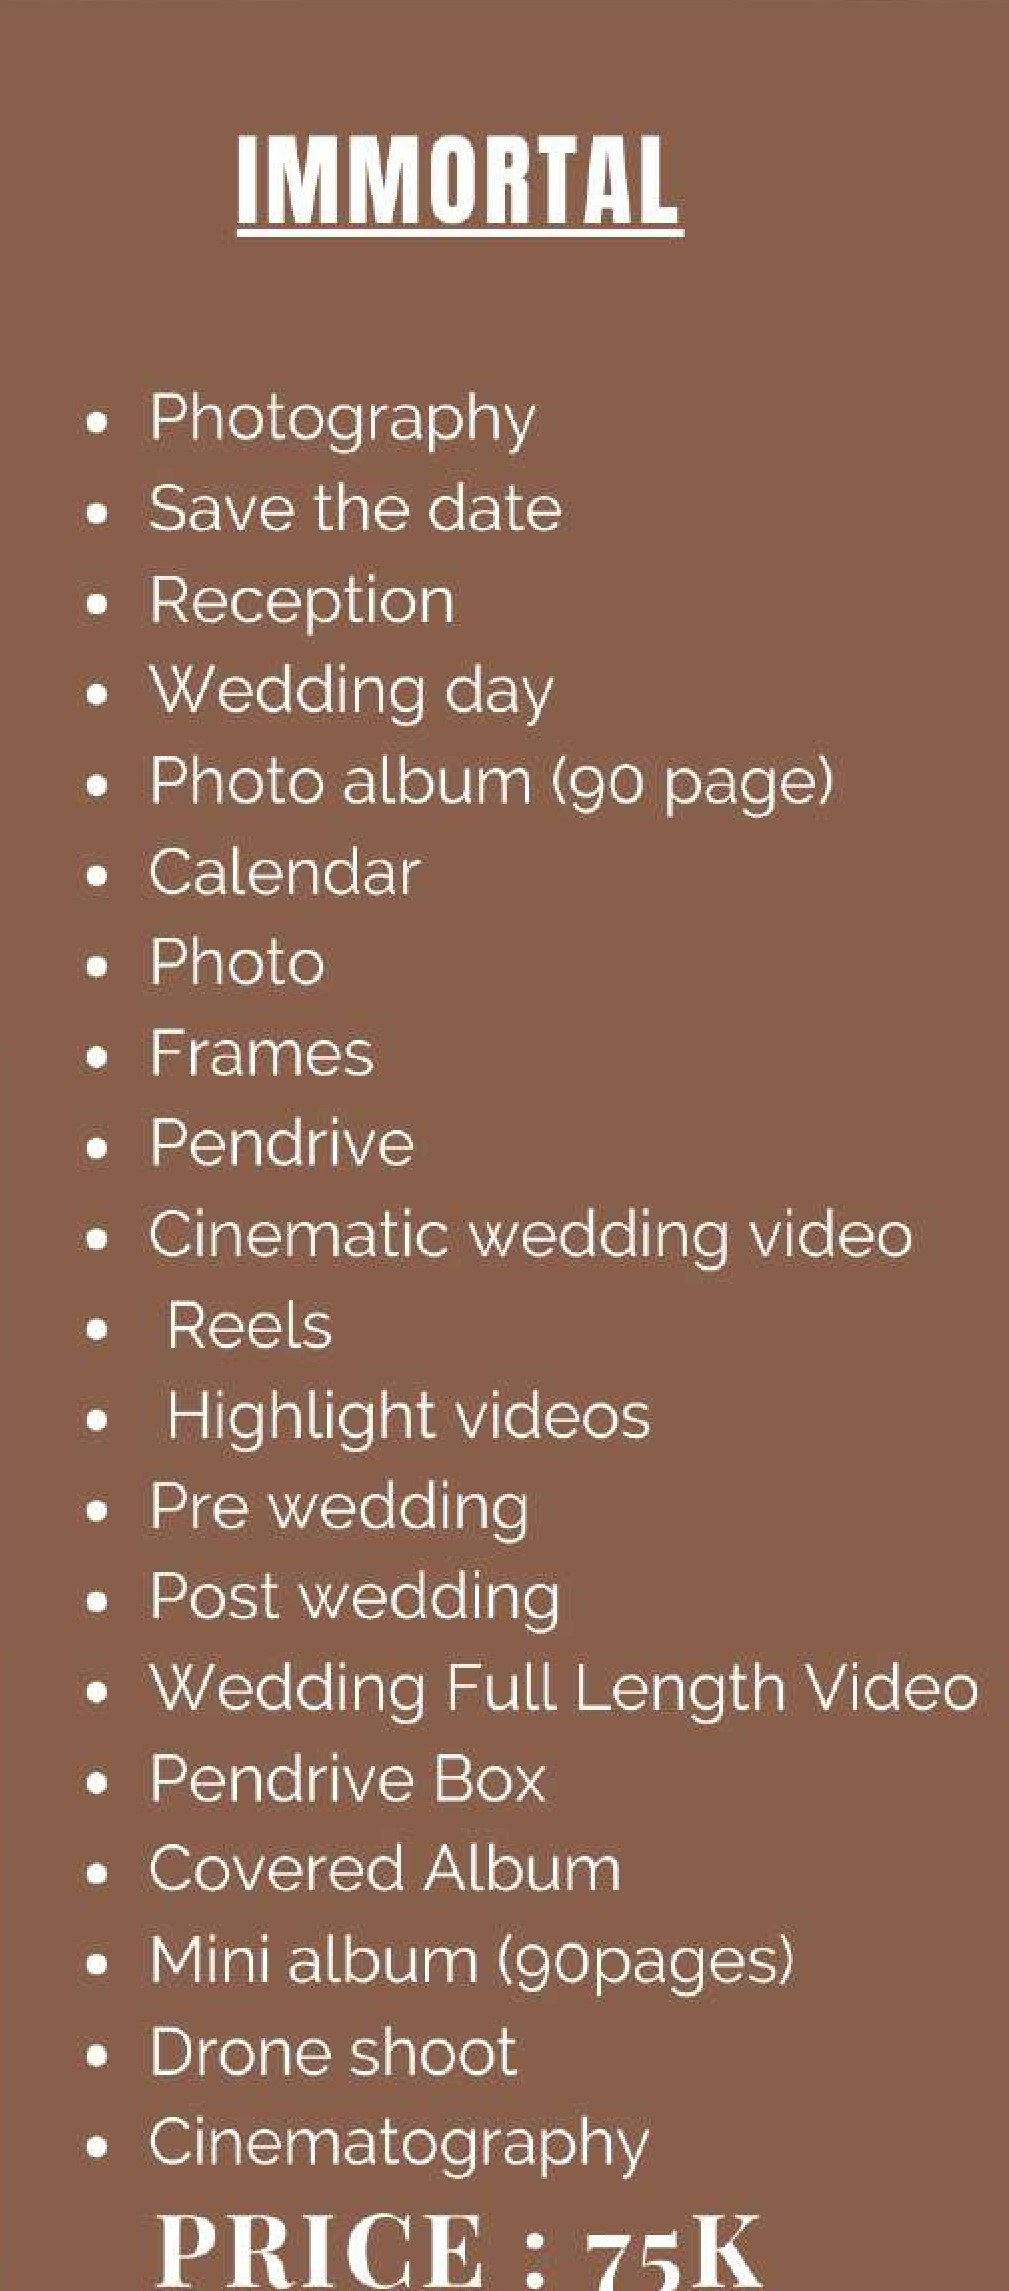 IMMORTAL
• Photography
• Save the date
• Reception
• Wedding day
• Photo album (90 page)
• Calendar
• Photo
• Frames
• Pendrive
• Cinematic wedding video
• Reels
• Highlight videos
• Pre wedding
• Post wedding
• Wedding Full Length Video
• Pendrive Box
• Covered Album
• Mini album (90pages)
• Drone shoot
• Cinematography
PRICE : 75K